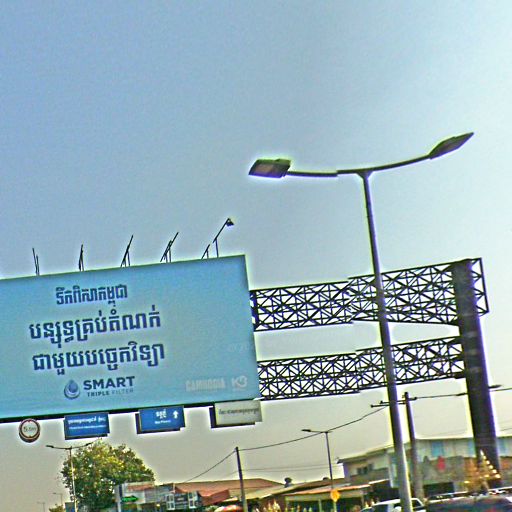 ទឹកពិសាកម្ពុជា
បន្សុទ្ធគ្រប់តំណក់
ជាមួយបច្ចេកវិទ្យា
SMART
TRIPLE FILTER
CAMBODIA